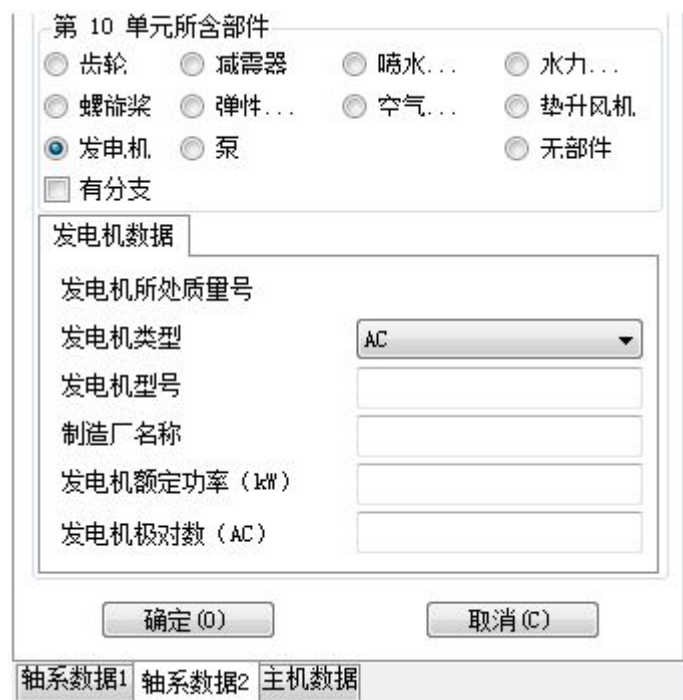 第 10 单元所含部件
齿轮 减震器 喷水... 水力...
螺旋桨 弹性... 空气... 垫升风机
发电机 泵 无部件
有分支
发电机数据
发电机所处质量号
发电机类型 AC
发电机型号
制造厂名称
发电机额定功率（kW）
发电机极对数（AC）
确定(O) 取消(C)
轴系数据1 轴系数据2 主机数据